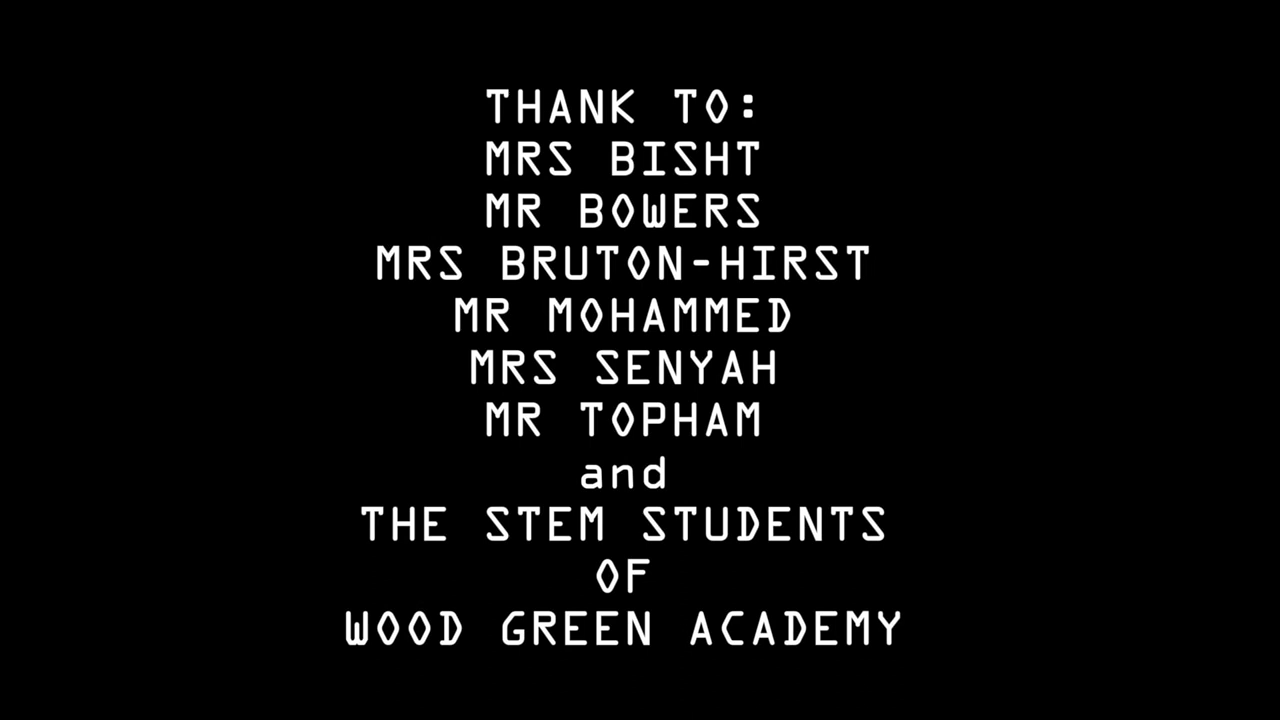 THANK TO:
MRS BISHT
MR BOWERS
MRS BRUTON-HIRST
MR MOHAMMED
MRS SENYAH
MR TOPHAM
and
THE STEM STUDENTS
OF
WOOD GREEN ACADEMY